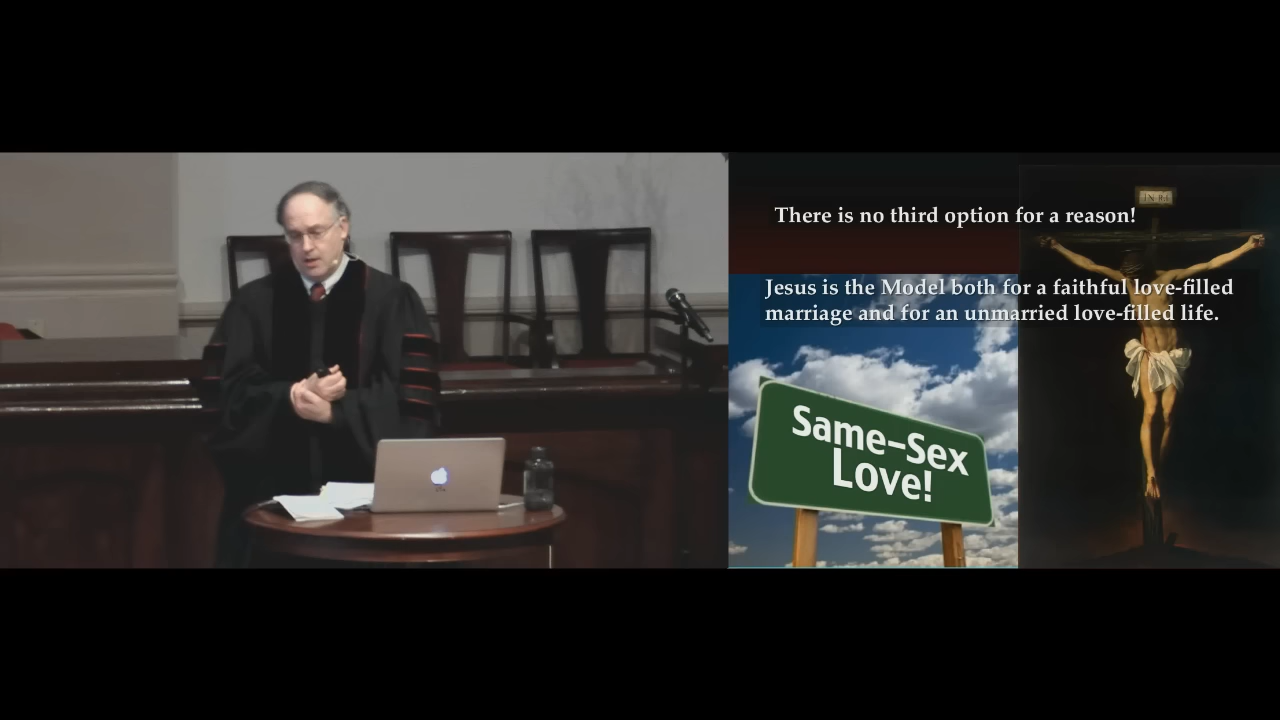 There is no third option for a reason!
Jesus is the Model both for a faithful love-filled
marriage and for an unmarried love-filled life.
Same-Sex
Love!